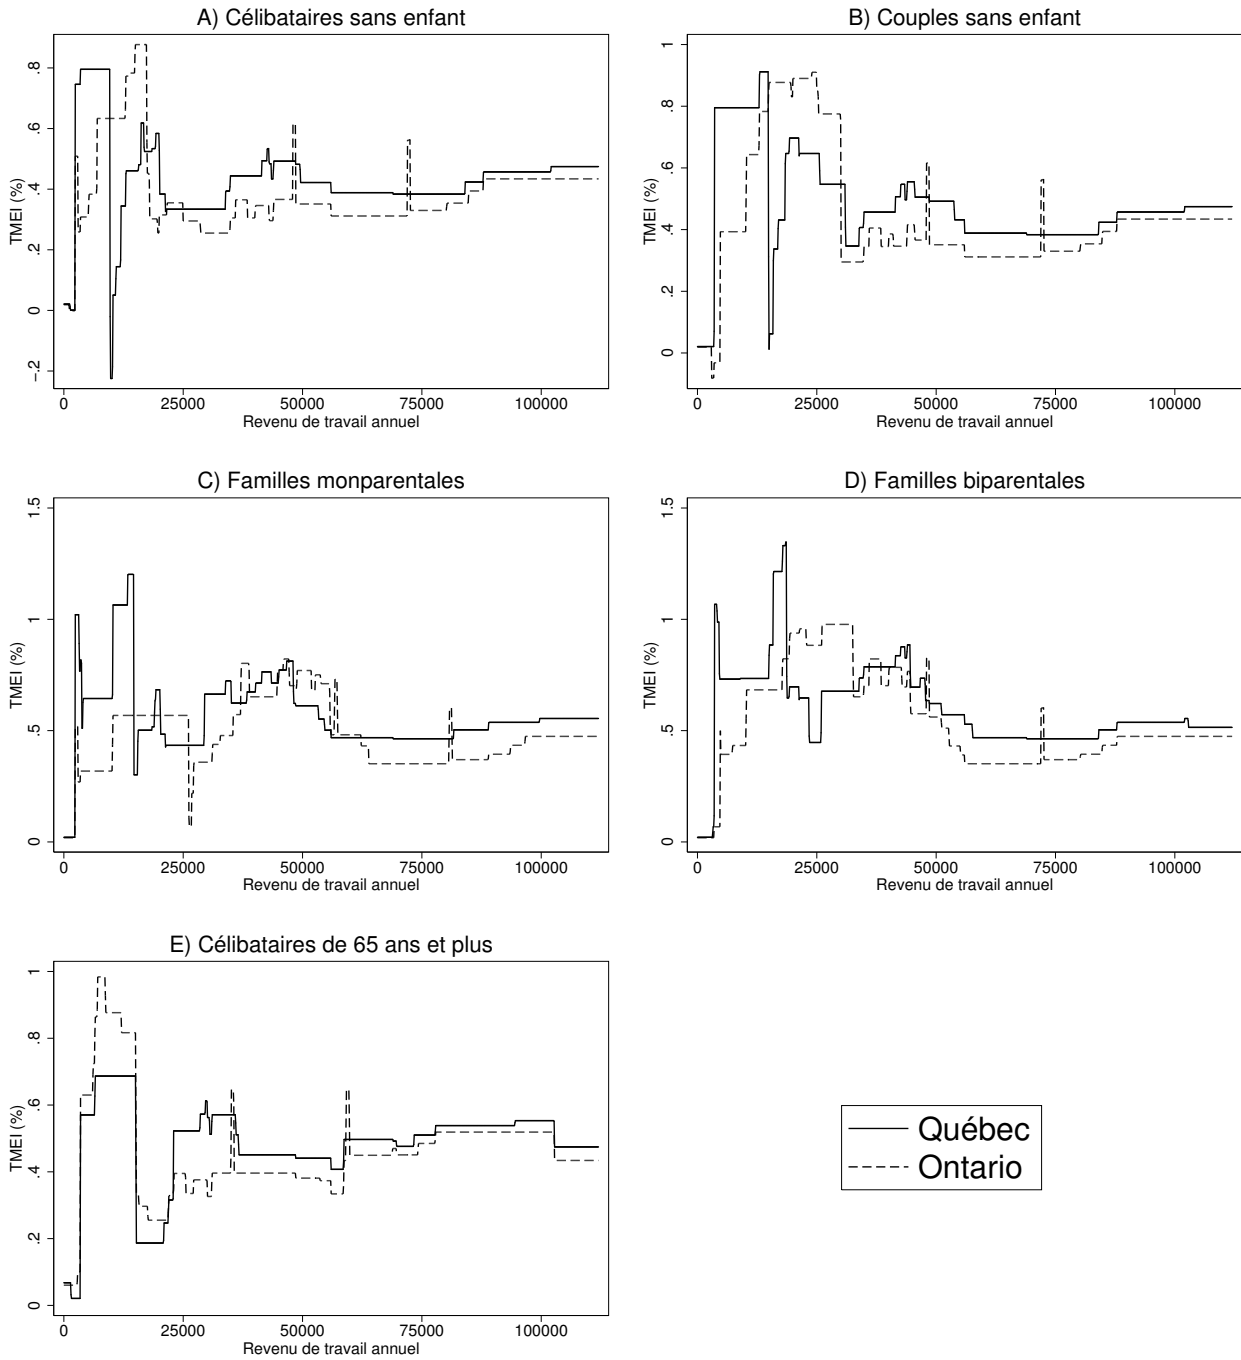 A) Célibataires sans enfant
TMEI (%)
.8
.6
.4
.2
0
-.2
0 25000 50000 75000 100000
Revenu de travail annuel
B) Couples sans enfant
TMEI (%)
1
.8
.6
.4
.2
0
0 25000 50000 75000 100000
Revenu de travail annuel
C) Familles monparentales
TMEI (%)
1.5
1
.5
0
0 25000 50000 75000 100000
Revenu de travail annuel
D) Familles biparentales
TMEI (%)
1.5
1
.5
0
0 25000 50000 75000 100000
Revenu de travail annuel
E) Célibataires de 65 ans et plus
TMEI (%)
1
.8
.6
.4
.2
0
0 25000 50000 75000 100000
Revenu de travail annuel
Québec
Ontario